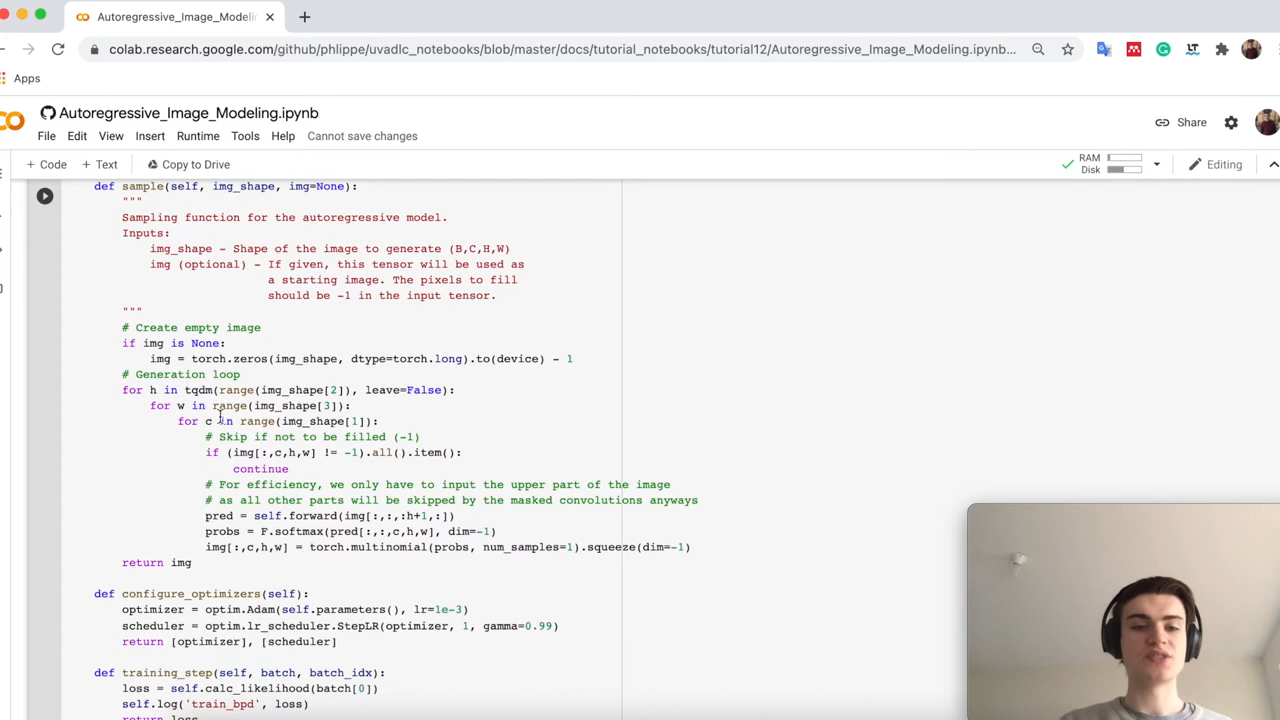 Autoregressive_Image_Modelin
colab.research.google.com/github/phlippe/uvadlc_notebooks/blob/master/docs/tutorial_notebooks/tutorial12/Autoregressive_Image_Modeling.ipynb...
Apps
Autoregressive_Image_Modeling.ipynb
Share
File Edit View Insert Runtime Tools Help Cannot save changes
+ Code + Text Copy to Drive RAM Disk Editing
def sample(self, img_shape, img=None):
"""
Sampling function for the autoregressive model.
Inputs:
img_shape - Shape of the image to generate (B,C,H,W)
img (optional) - If given, this tensor will be used as
a starting image. The pixels to fill
should be -1 in the input tensor.
"""
# Create empty image
if img is None:
img = torch.zeros(img_shape, dtype=torch.long).to(device) - 1
# Generation loop
for h in tqdm(range(img_shape[2]), leave=False):
for w in range(img_shape[3]):
for c in range(img_shape[1]):
# Skip if not to be filled (-1)
if (img[:,c,h,w] != -1).all().item():
continue
# For efficiency, we only have to input the upper part of the image
# as all other parts will be skipped by the masked convolutions anyways
pred = self.forward(img[:,:,:h+1,:])
probs = F.softmax(pred[:,:,c,h,w], dim=-1)
img[:,c,h,w] = torch.multinomial(probs, num_samples=1).squeeze(dim=-1)
return img
def configure_optimizers(self):
optimizer = optim.Adam(self.parameters(), lr=1e-3)
scheduler = optim.lr_scheduler.StepLR(optimizer, 1, gamma=0.99)
return [optimizer], [scheduler]
def training_step(self, batch, batch_idx):
loss = self.calc_likelihood(batch[0])
self.log('train_bpd', loss)
return loss